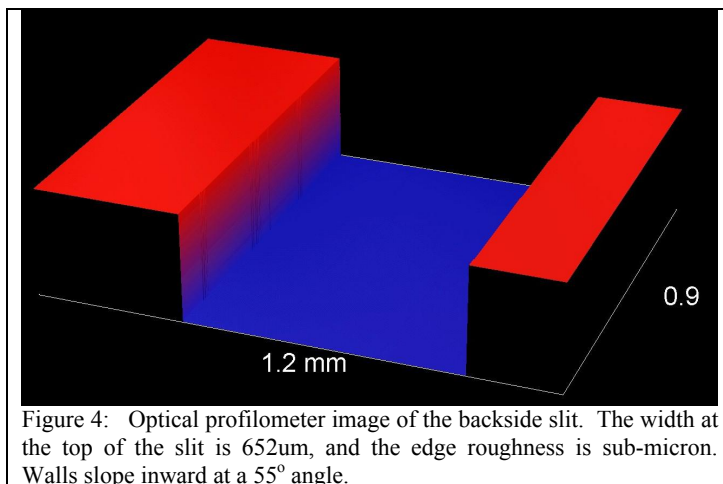 0.9
1.2 mm
Figure 4: Optical profilometer image of the backside slit. The width at
the top of the slit is 652um, and the edge roughness is sub-micron.
Walls slope inward at a 55° angle.